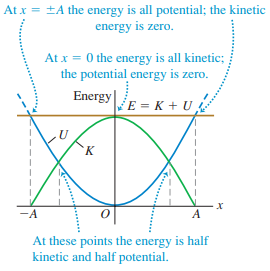 At x = ±A the energy is all potential; the kinetic
energy is zero.
At x = 0 the energy is all kinetic;
the potential energy is zero.
Energy
E = K + U
U
K
−A
O
A
x
At these points the energy is half
kinetic and half potential.